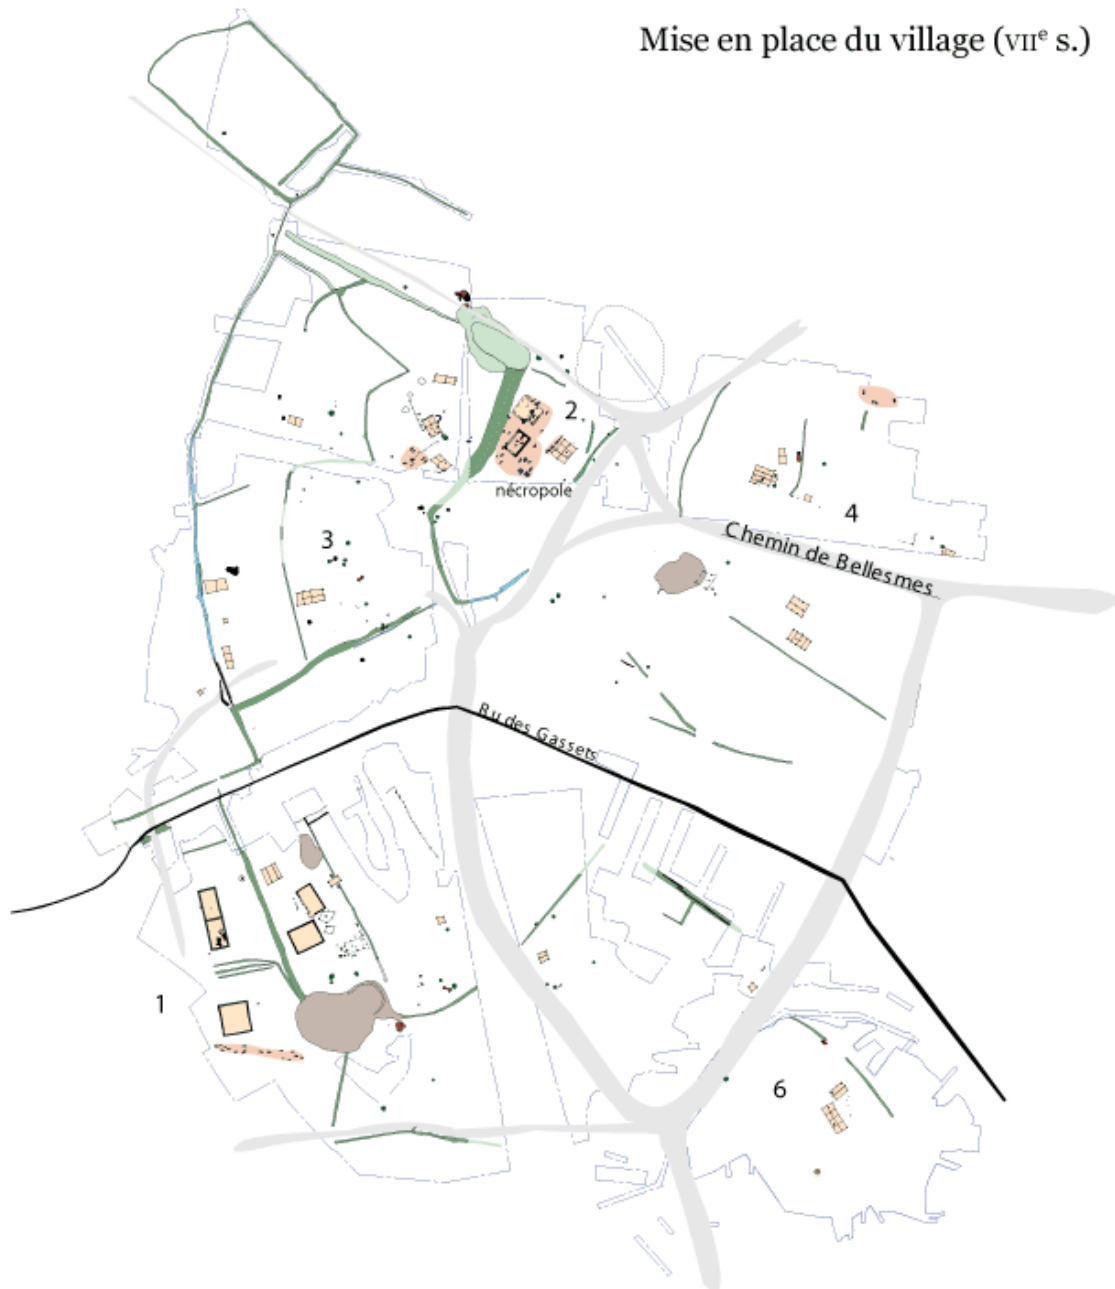 Mise en place du village (VIIᵉ s.)
2
nécropole
4
3
Chemin de Bellesmes
Ru des Gassets
1
6